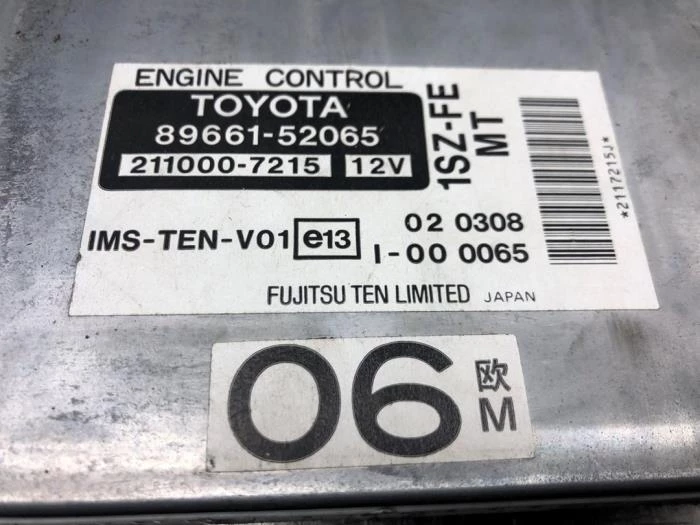 ENGINE CONTROL
TOYOTA
89661-52065
211000-7215 12V
1SZ-FE
MT
*2117215J*
IMS-TEN-V01 e13
02 0308
I-00 0065
FUJITSU TEN LIMITED JAPAN
06 欧
M